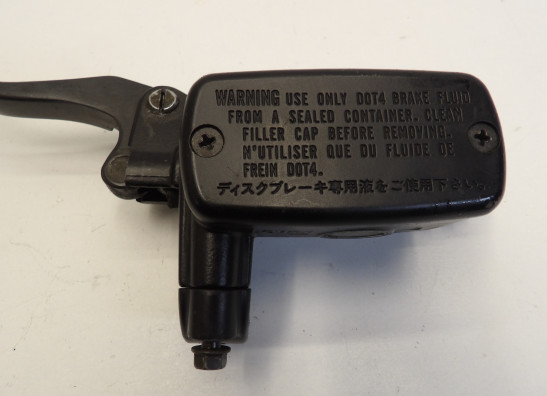 WARNING USE ONLY DOT4 BRAKE FLUID
FROM A SEALED CONTAINER. CLEAN
FILLER CAP BEFORE REMOVING.
N'UTILISER QUE DU FLUIDE DE
FREIN DOT4.
ディスクブレーキ専用液をご使用下さい。